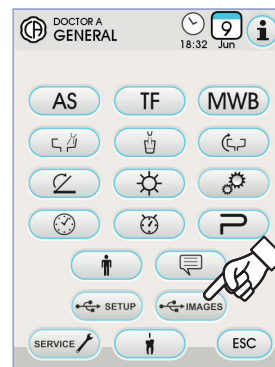 DOCTOR A
GENERAL
18:32
9
Jun
i
AS
TF
MWB
SETUP
IMAGES
SERVICE
ESC